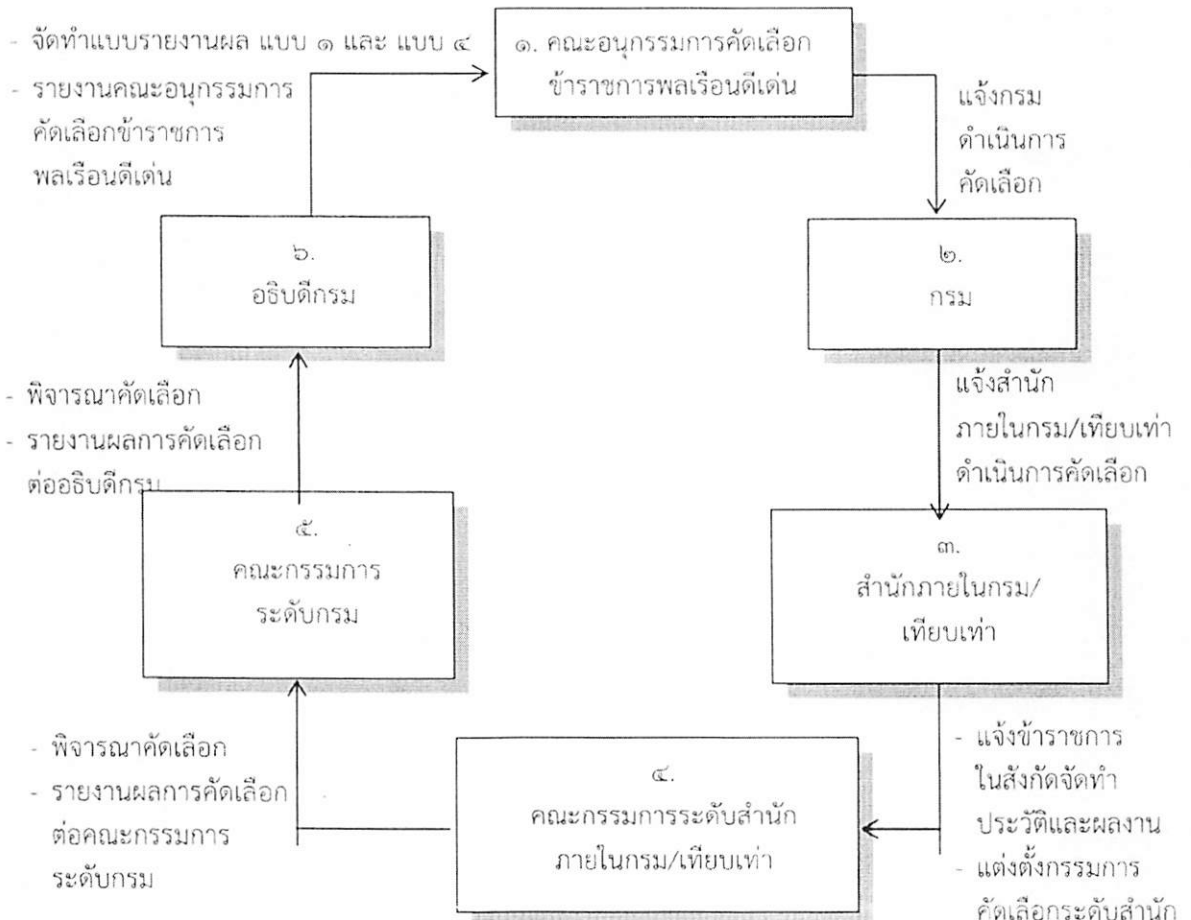 - จัดทำแบบรายงานผล แบบ ๑ และ แบบ ๔
- รายงานคณะอนุกรรมการ
คัดเลือกข้าราชการ
พลเรือนดีเด่น
๑. คณะอนุกรรมการคัดเลือก
ข้าราชการพลเรือนดีเด่น
แจ้งกรม
ดำเนินการ
คัดเลือก
๒.
กรม
แจ้งสำนัก
ภายในกรม/เทียบเท่า
ดำเนินการคัดเลือก
๓.
สำนักภายในกรม/
เทียบเท่า
- แจ้งข้าราชการ
ในสังกัดจัดทำ
ประวัติและผลงาน
- แต่งตั้งกรรมการ
คัดเลือกระดับสำนัก
๔.
คณะกรรมการระดับสำนัก
ภายในกรม/เทียบเท่า
- พิจารณาคัดเลือก
- รายงานผลการคัดเลือก
ต่อคณะกรรมการ
ระดับกรม
๕.
คณะกรรมการ
ระดับกรม
- พิจารณาคัดเลือก
- รายงานผลการคัดเลือก
ต่ออธิบดีกรม
๖.
อธิบดีกรม